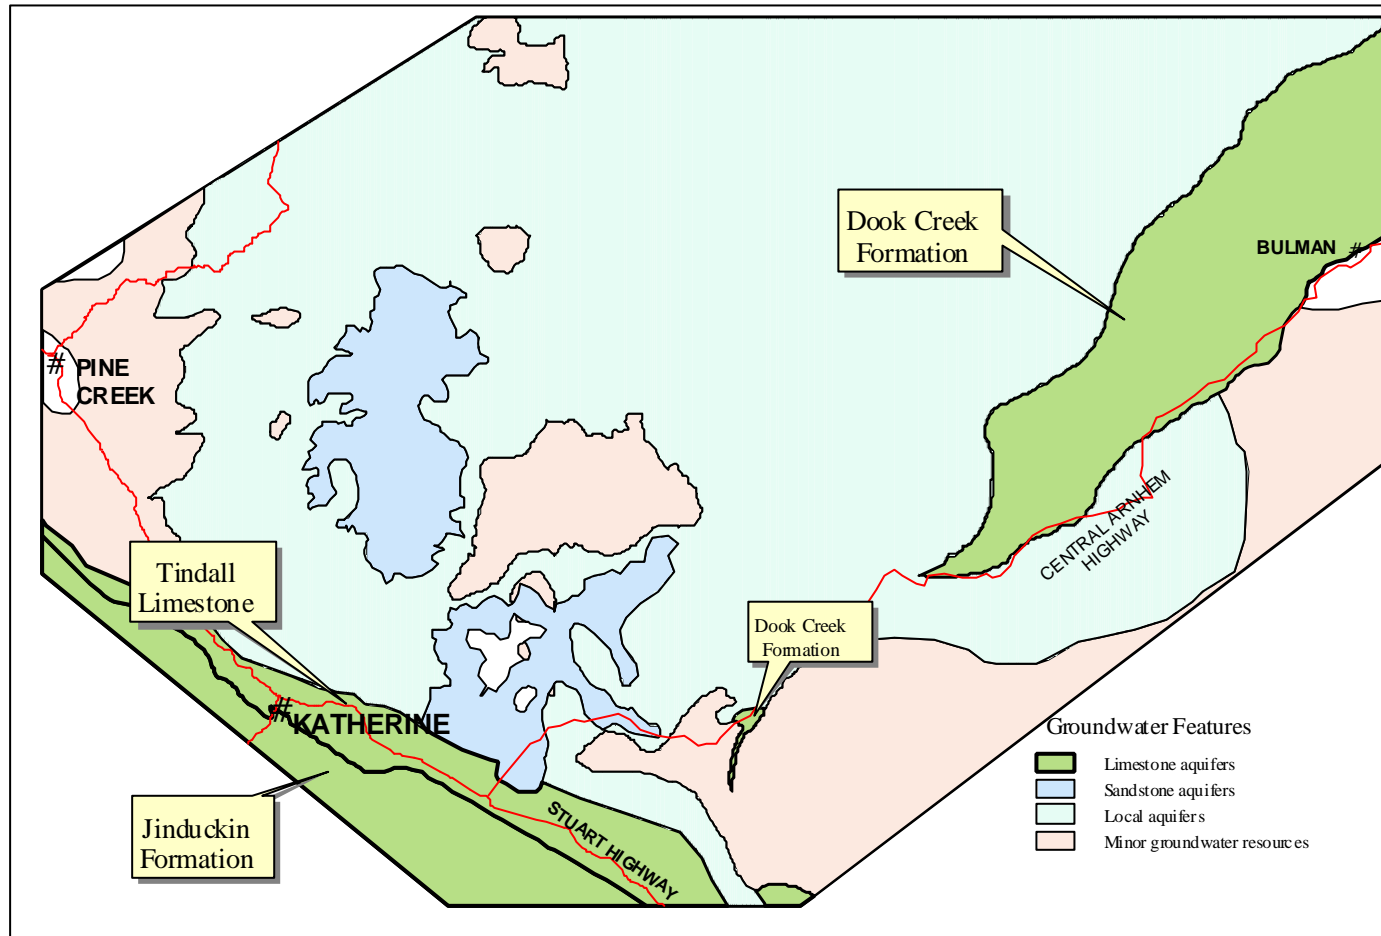 Dook Creek
Formation
BULMAN #
# PINE
CREEK
CENTRAL ARNHEM
HIGHWAY
Tindall
Limestone
Dook Creek
Formation
#KATHERINE
Groundwater Features
Limestone aquifers
Sandstone aquifers
Local aquifers
Minor groundwater resources
Jinduckin
Formation
STUART HIGHWAY